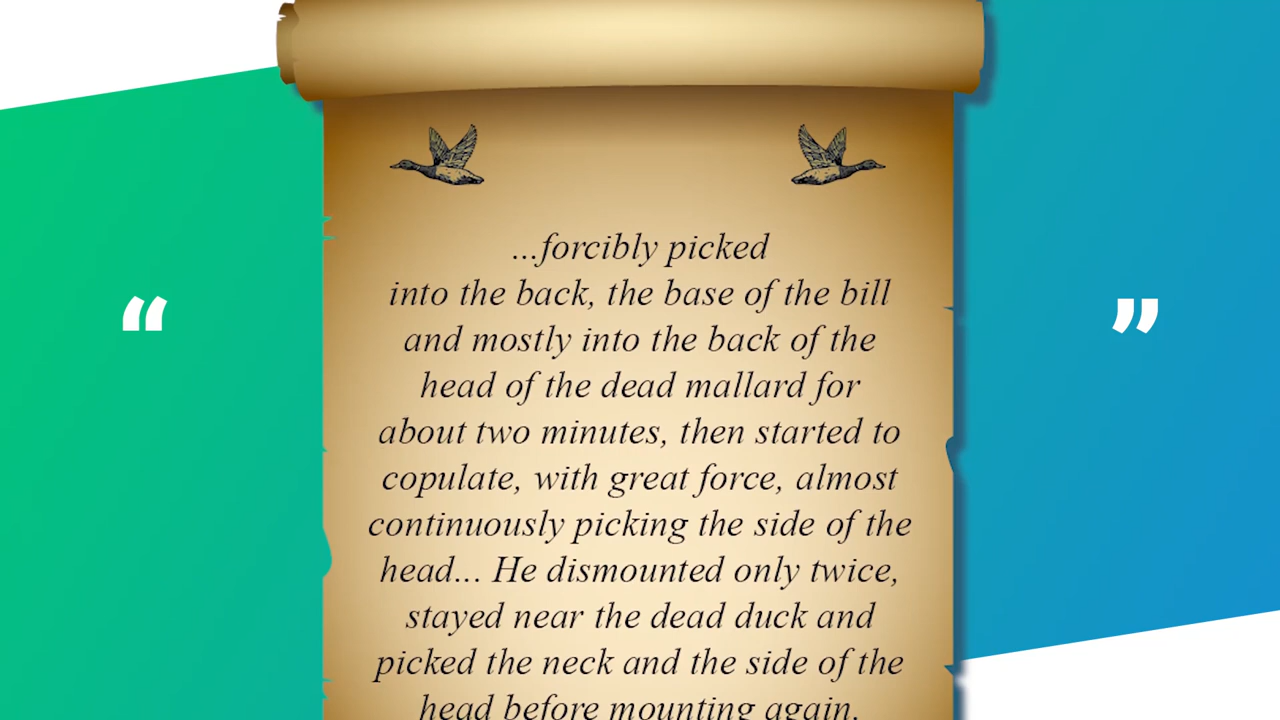 “ ”
...forcibly picked
into the back, the base of the bill
and mostly into the back of the
head of the dead mallard for
about two minutes, then started to
copulate, with great force, almost
continuously picking the side of the
head... He dismounted only twice,
stayed near the dead duck and
picked the neck and the side of the
head before mounting again.